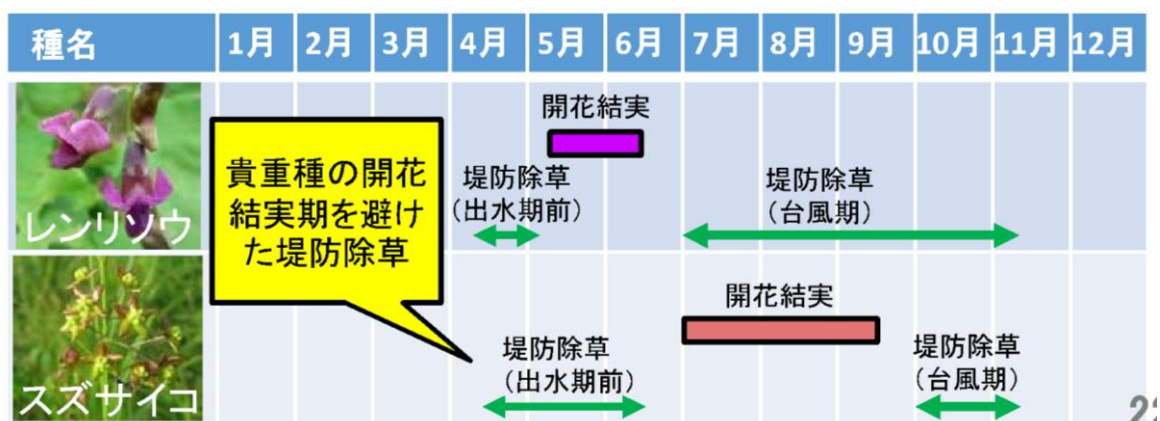 種名 1月 2月 3月 4月 5月 6月 7月 8月 9月 10月 11月 12月
開花結実
貴重種の開花
結実期を避け
た堤防除草
堤防除草
(出水期前)
堤防除草
(台風期)
レンリソウ
開花結実
堤防除草
(出水期前)
堤防除草
(台風期)
スズサイコ
22